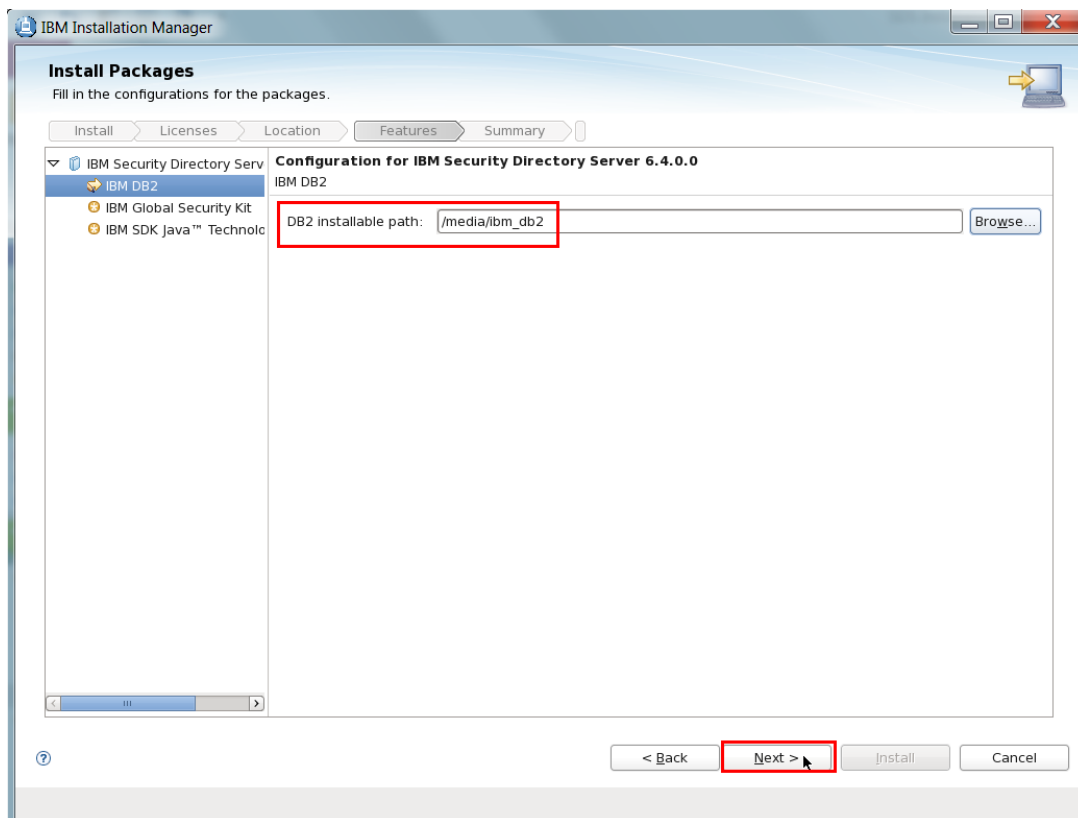 IBM Installation Manager
Install Packages
Fill in the configurations for the packages.
Install Licenses Location Features Summary
IBM Security Directory Serv
IBM DB2
IBM Global Security Kit
IBM SDK Java™ Technolo
Configuration for IBM Security Directory Server 6.4.0.0
IBM DB2
DB2 installable path: /media/ibm_db2 Browse...
< Back Next > Install Cancel